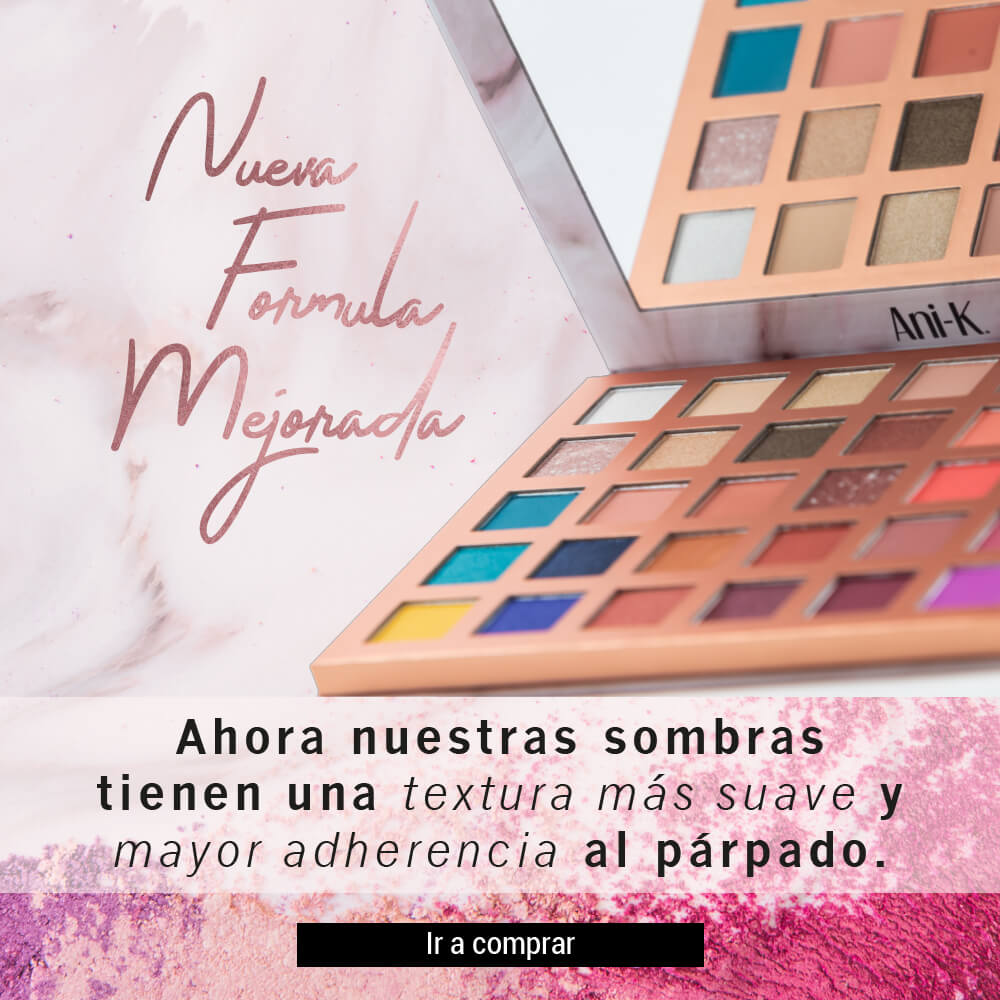 Nueva
Formula
Mejorada
Ani-K.
Ahora nuestras sombras
tienen una textura más suave y
mayor adherencia al párpado.
Ir a comprar